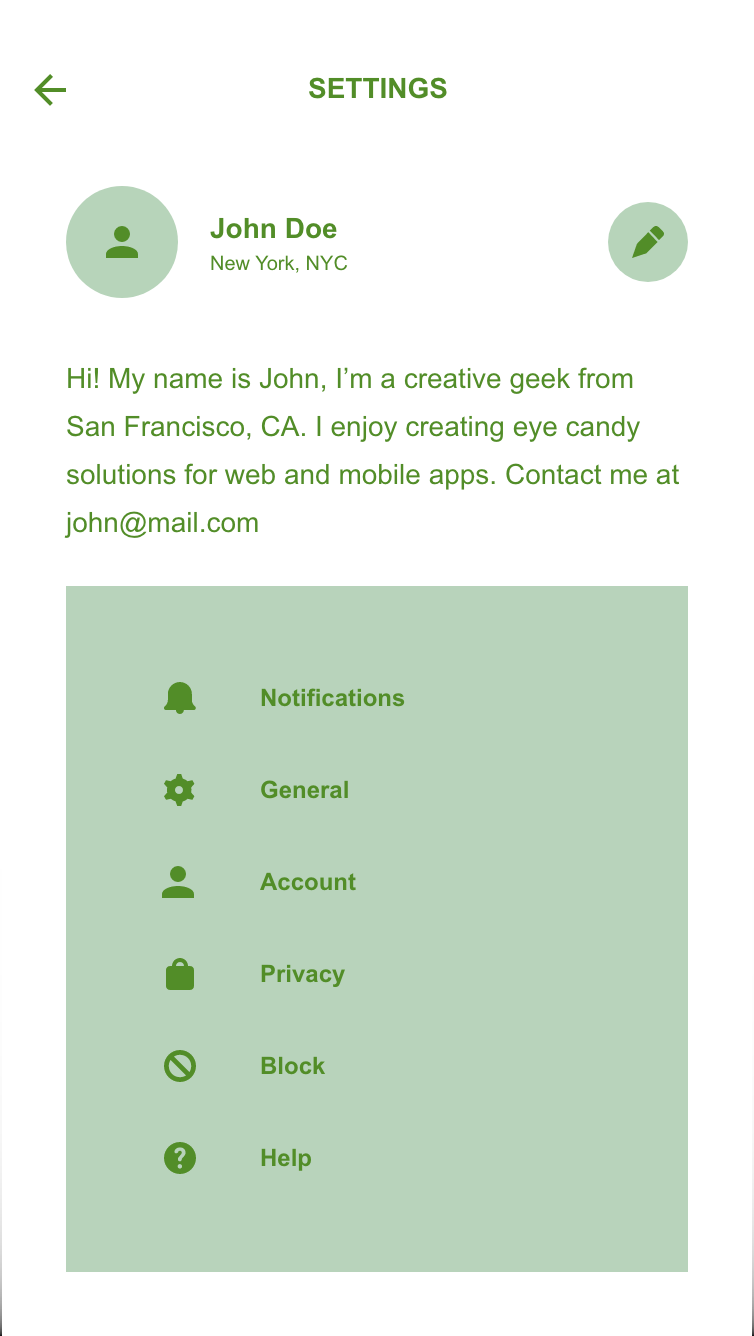 SETTINGS
John Doe
New York, NYC
Hi! My name is John, I’m a creative geek from
San Francisco, CA. I enjoy creating eye candy
solutions for web and mobile apps. Contact me at
john@mail.com
Notifications
General
Account
Privacy
Block
Help